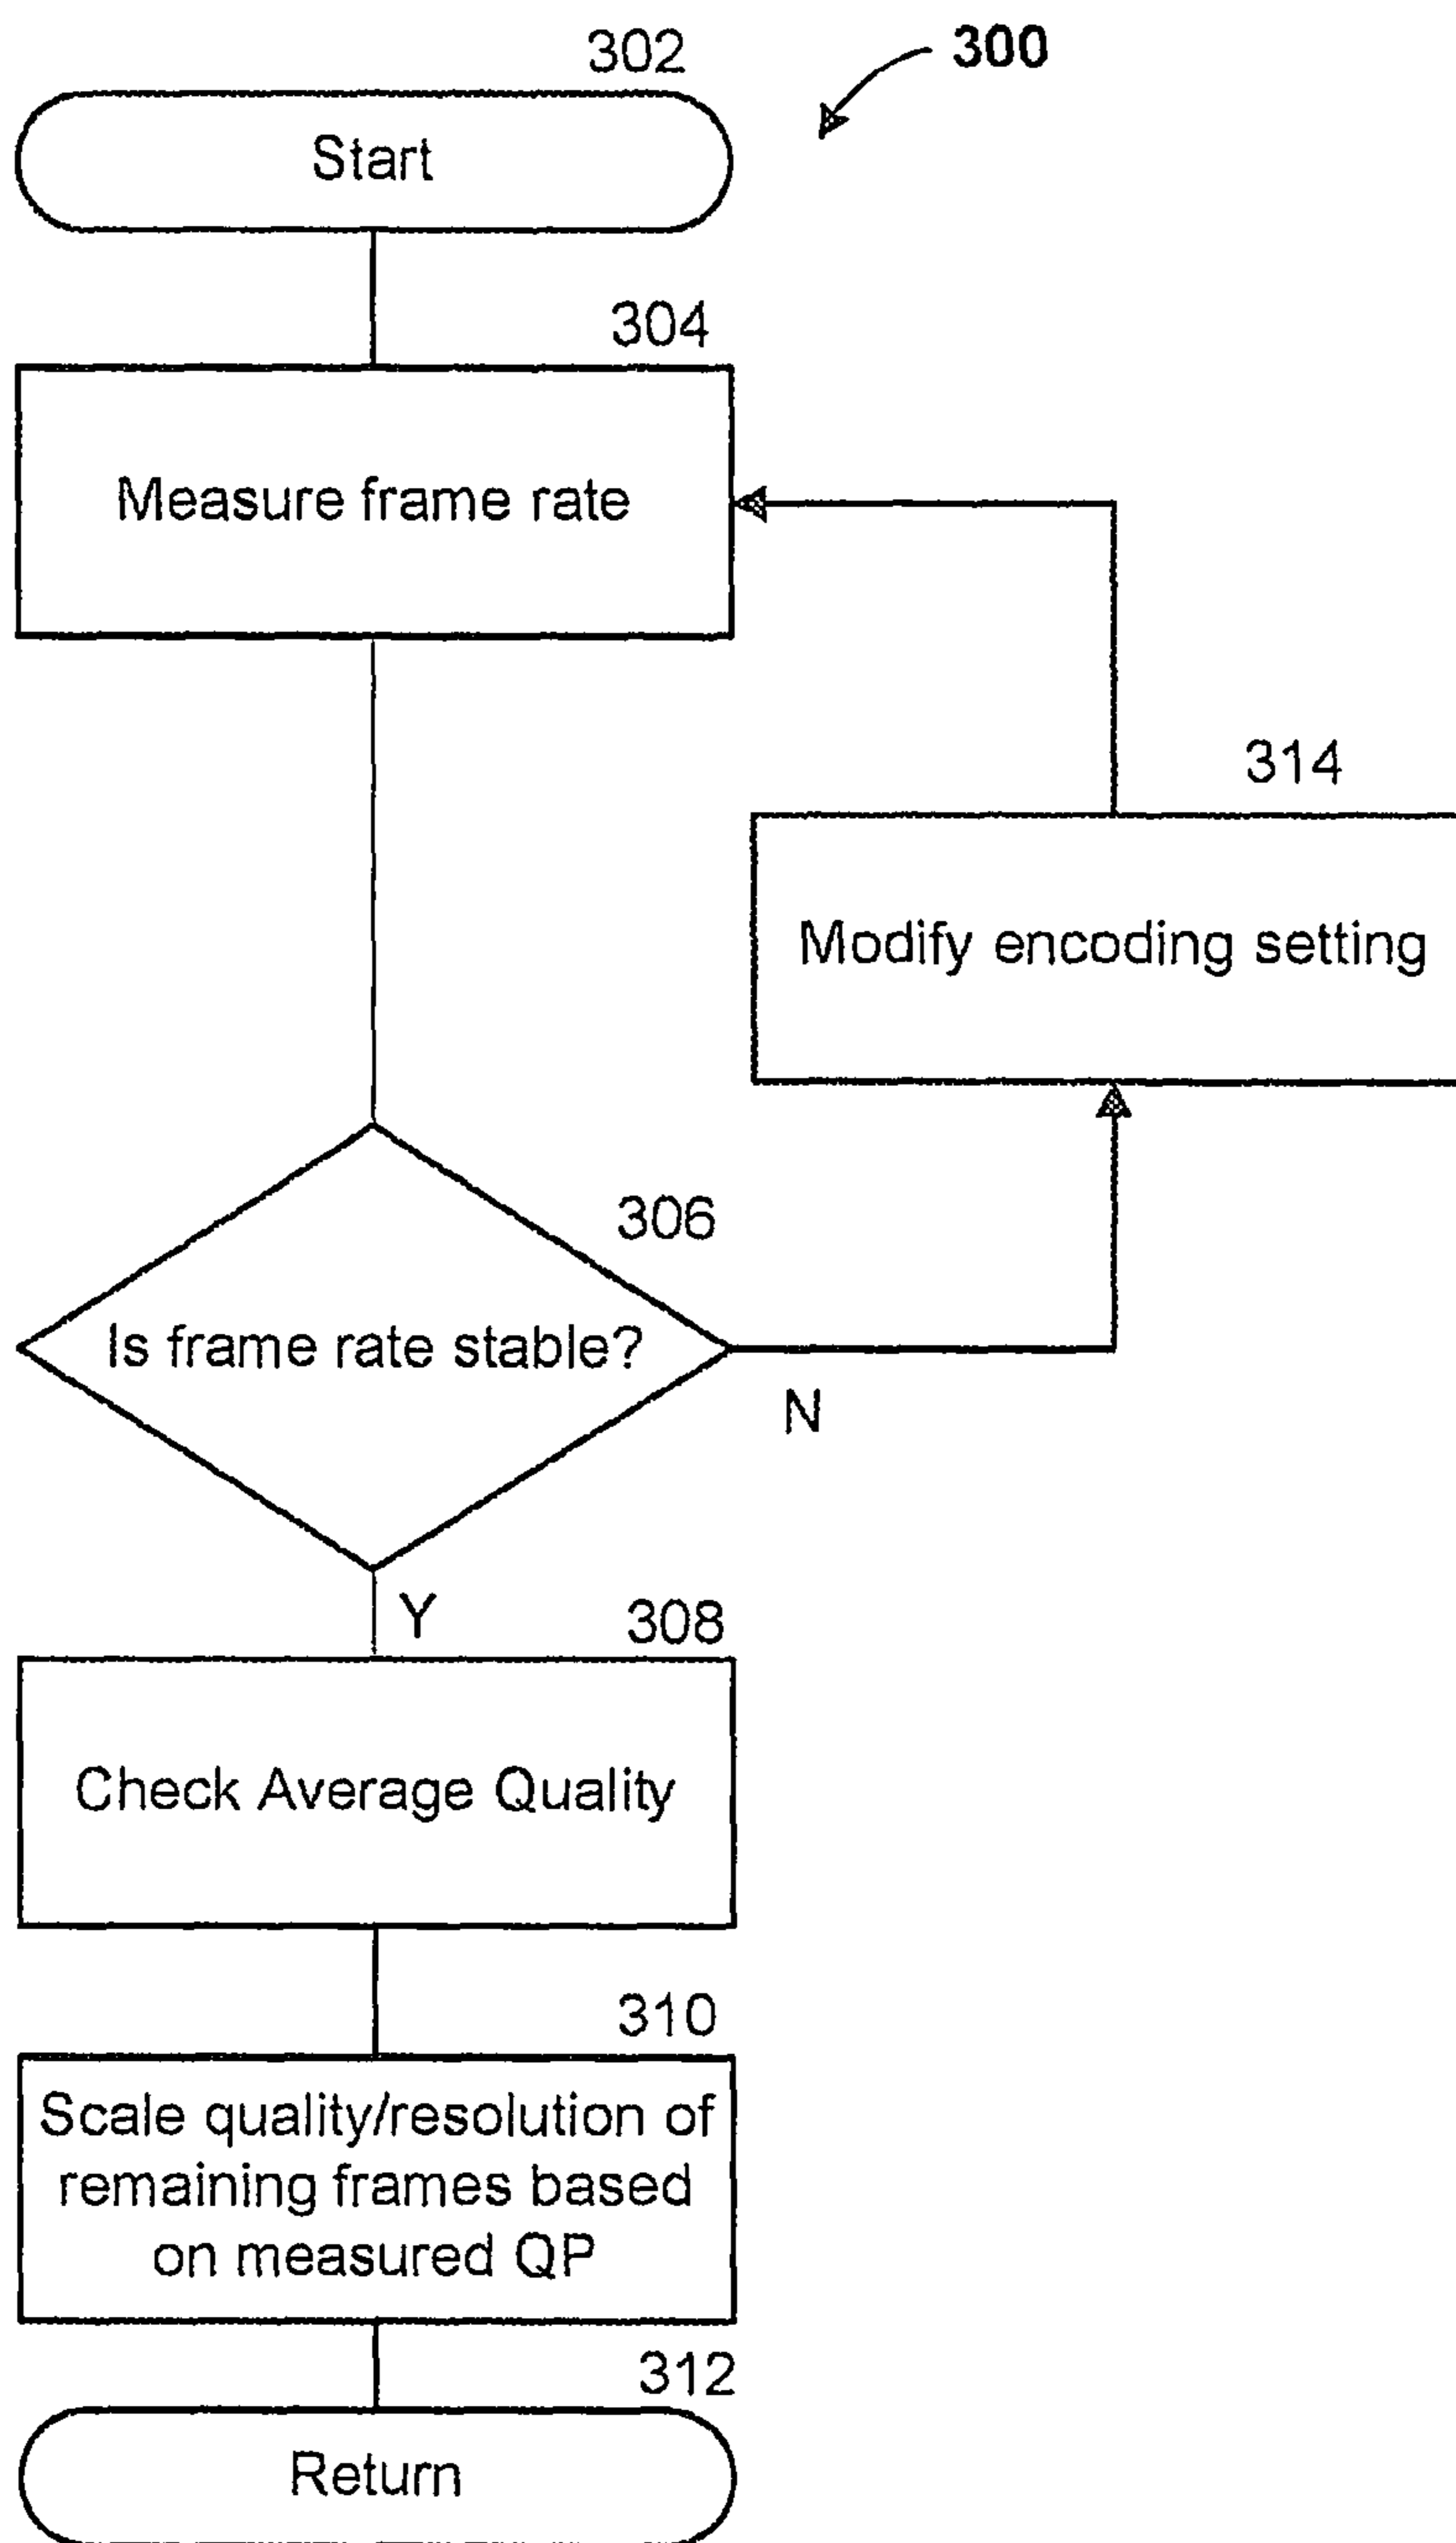 302
300
Start
304
Measure frame rate
314
Modify encoding setting
306
Is frame rate stable?
N
Y
308
Check Average Quality
310
Scale quality/resolution of
remaining frames based
on measured QP
312
Return